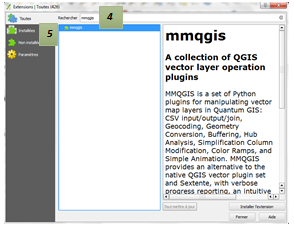 Extensions | Toutes (426)
Toutes
Installées
Non installées
Paramètres
5
Rechercher mmqgis
4
mmqgis
mmqgis
A collection of QGIS
vector layer operation
plugins
MMQGIS is a set of Python
plugins for manipulating vector
map layers in Quantum GIS:
CSV input/output/join,
Geocoding, Geometry
Conversion, Buffering, Hub
Analysis, Simplification Column
Modification, Color Ramps, and
Simple Animation. MMQGIS
provides an alternative to the
native QGIS vector plugin set
and Sextente, with verbose
progress reporting, an intuitive
Tout mettre à jour
Installer l'extension
Fermer
Aide